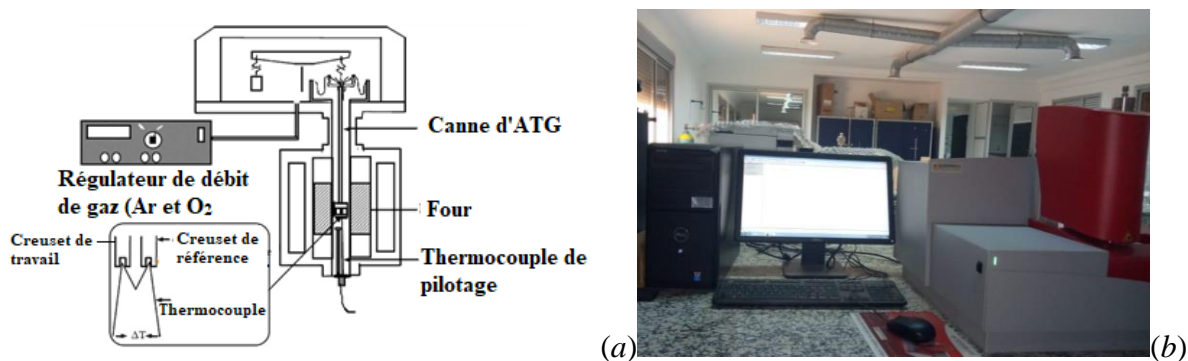 Canne d'ATG
Régulateur de débit
de gaz (Ar et O2
Four
Creuset de
travail
Creuset de
référence
Thermocouple de
pilotage
Thermocouple
ΔT
(a)
(b)